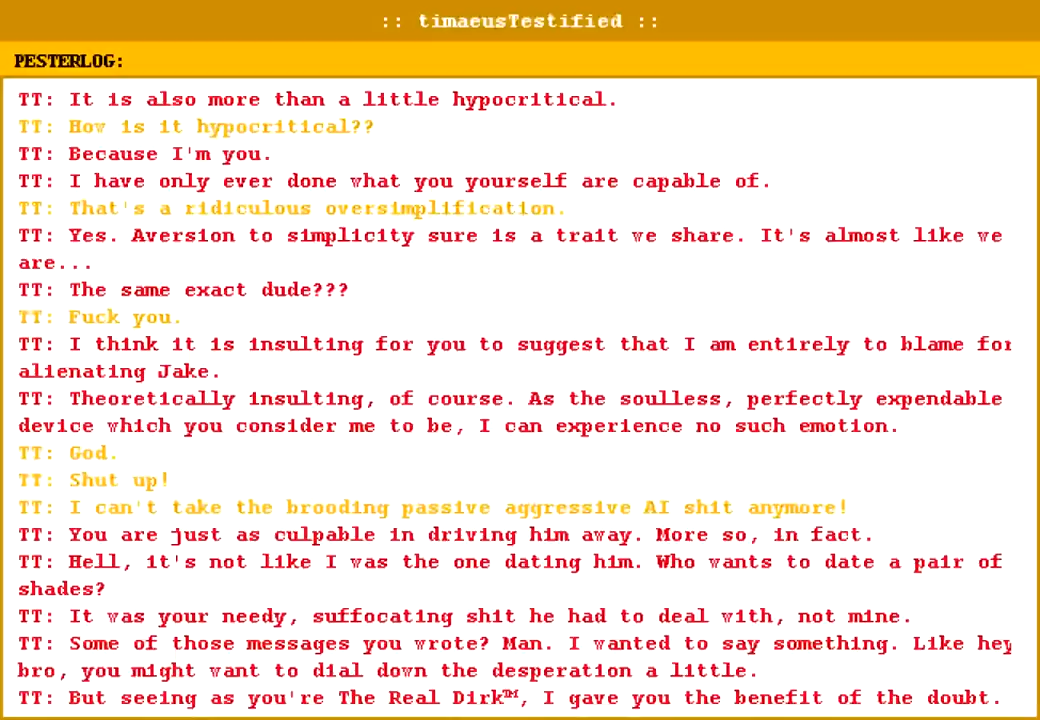 :: timaeusTestified ::
PESTERLOG:
TT: It is also more than a little hypocritical.
TT: How is it hypocritical??
TT: Because I'm you.
TT: I have only ever done what you yourself are capable of.
TT: That's a ridiculous oversimplification.
TT: Yes. Aversion to simplicity sure is a trait we share. It's almost like we
are...
TT: The same exact dude???
TT: Fuck you.
TT: I think it is insulting for you to suggest that I am entirely to blame for
alienating Jake.
TT: Theoretically insulting, of course. As the soulless, perfectly expendable
device which you consider me to be, I can experience no such emotion.
TT: God.
TT: Shut up!
TT: I can't take the brooding passive aggressive AI shit anymore!
TT: You are just as culpable in driving him away. More so, in fact.
TT: Hell, it's not like I was the one dating him. Who wants to date a pair of
shades?
TT: It was your needy, suffocating shit he had to deal with, not mine.
TT: Some of those messages you wrote? Man. I wanted to say something. Like hey
bro, you might want to dial down the desperation a little.
TT: But seeing as you're The Real Dirk™, I gave you the benefit of the doubt.